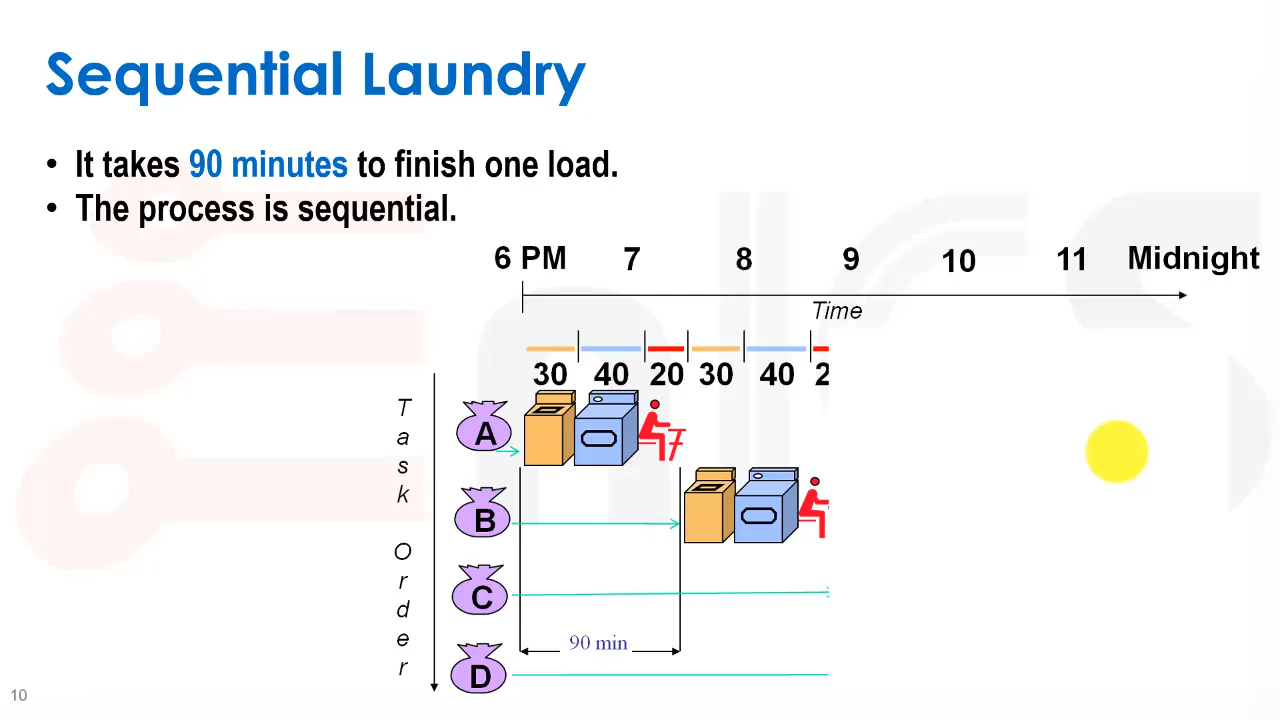 Sequential Laundry
• It takes 90 minutes to finish one load.
• The process is sequential.
6 PM 7 8 9 10 11 Midnight
Time
30 40 20 30 40 2
Task Order
A
B
C
90 min
D
10